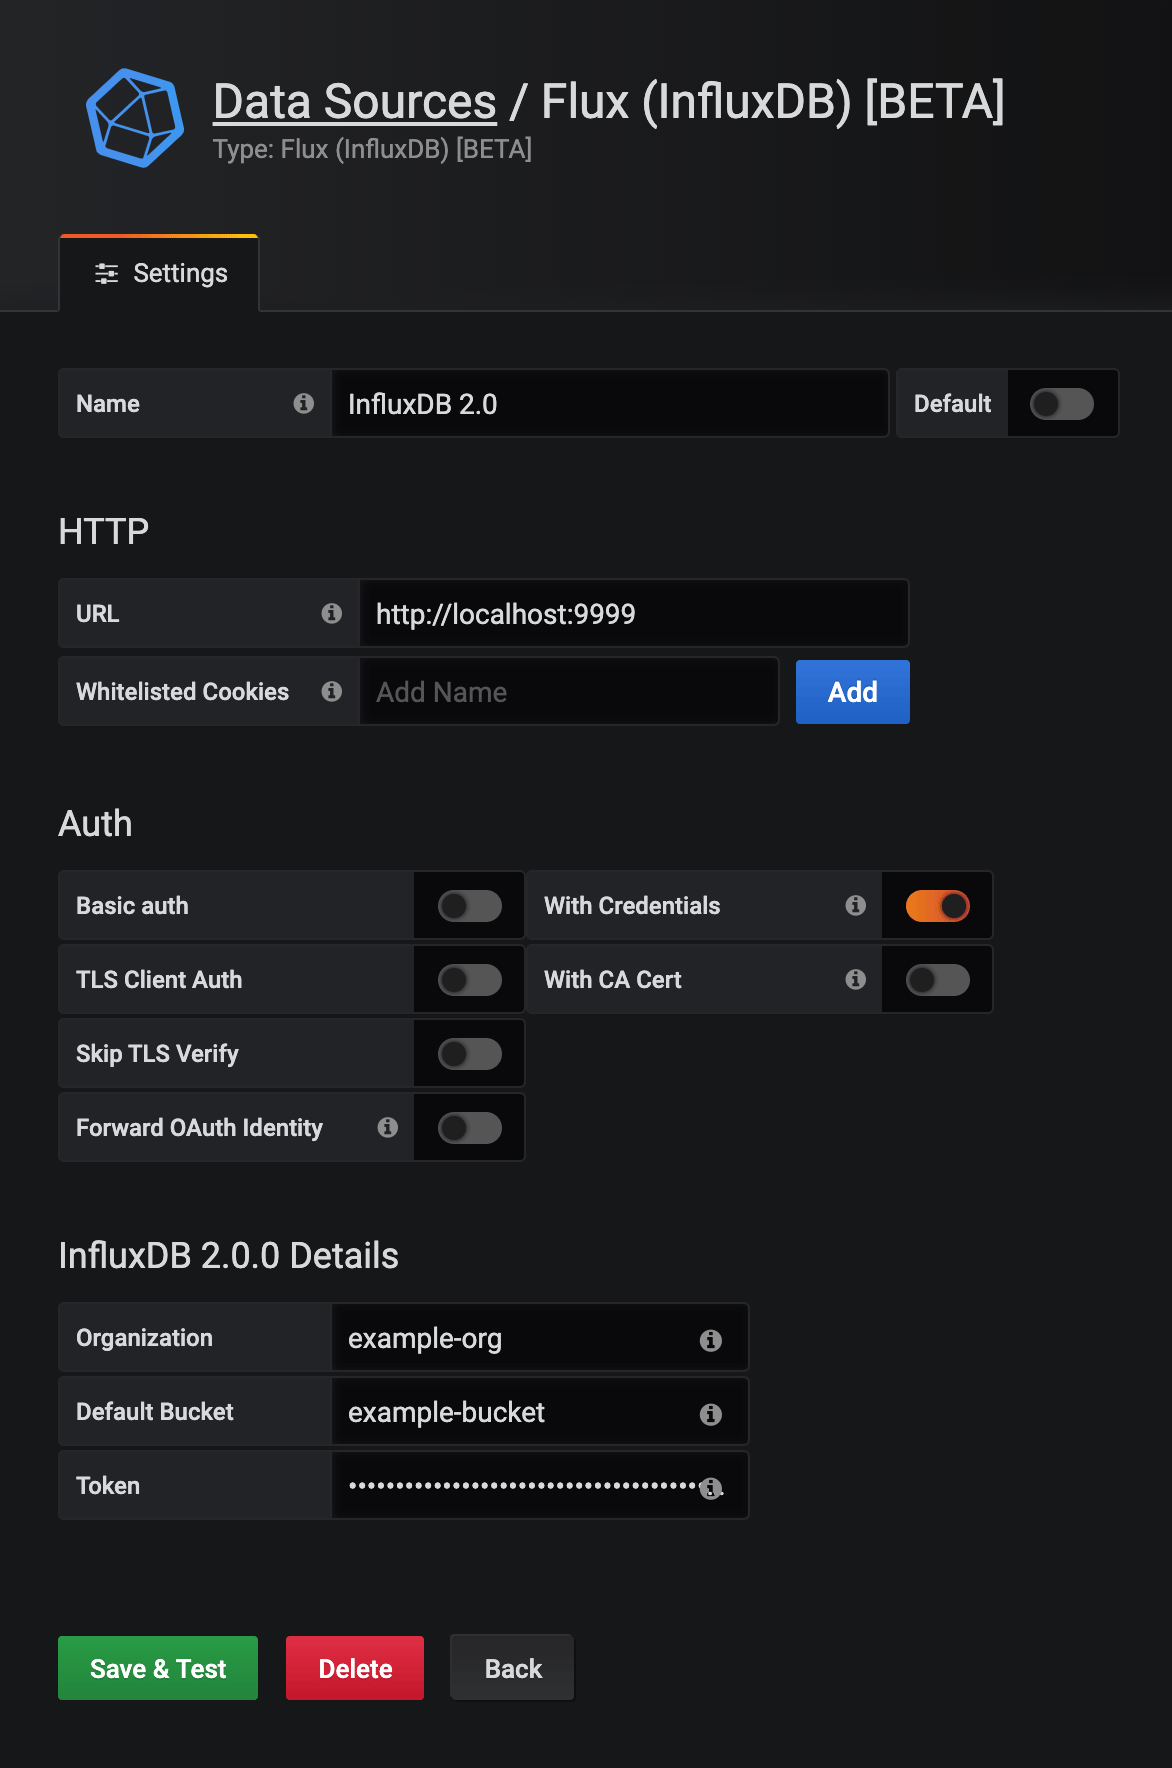 Data Sources / Flux (InfluxDB) [BETA]
Type: Flux (InfluxDB) [BETA]
Settings
Name InfluxDB 2.0 Default
HTTP
URL http://localhost:9999
Whitelisted Cookies Add Name Add
Auth
Basic auth With Credentials
TLS Client Auth With CA Cert
Skip TLS Verify
Forward OAuth Identity
InfluxDB 2.0.0 Details
Organization example-org
Default Bucket example-bucket
Token
Save & Test Delete Back